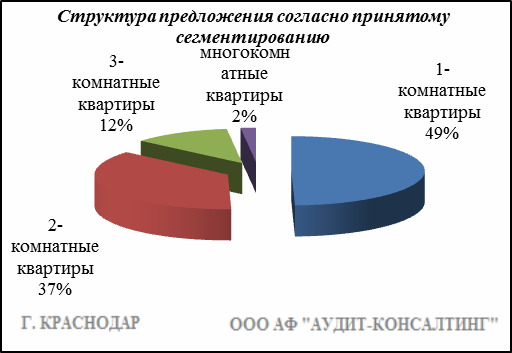 Структура предложения согласно принятому
сегментированию
многокомн
атные
квартиры
2%
3-
комнатные
квартиры
12%
1-
комнатные
квартиры
49%
2-
комнатные
квартиры
37%
Г. КРАСНОДАР
ООО АФ "АУДИТ-КОНСАЛТИНГ"